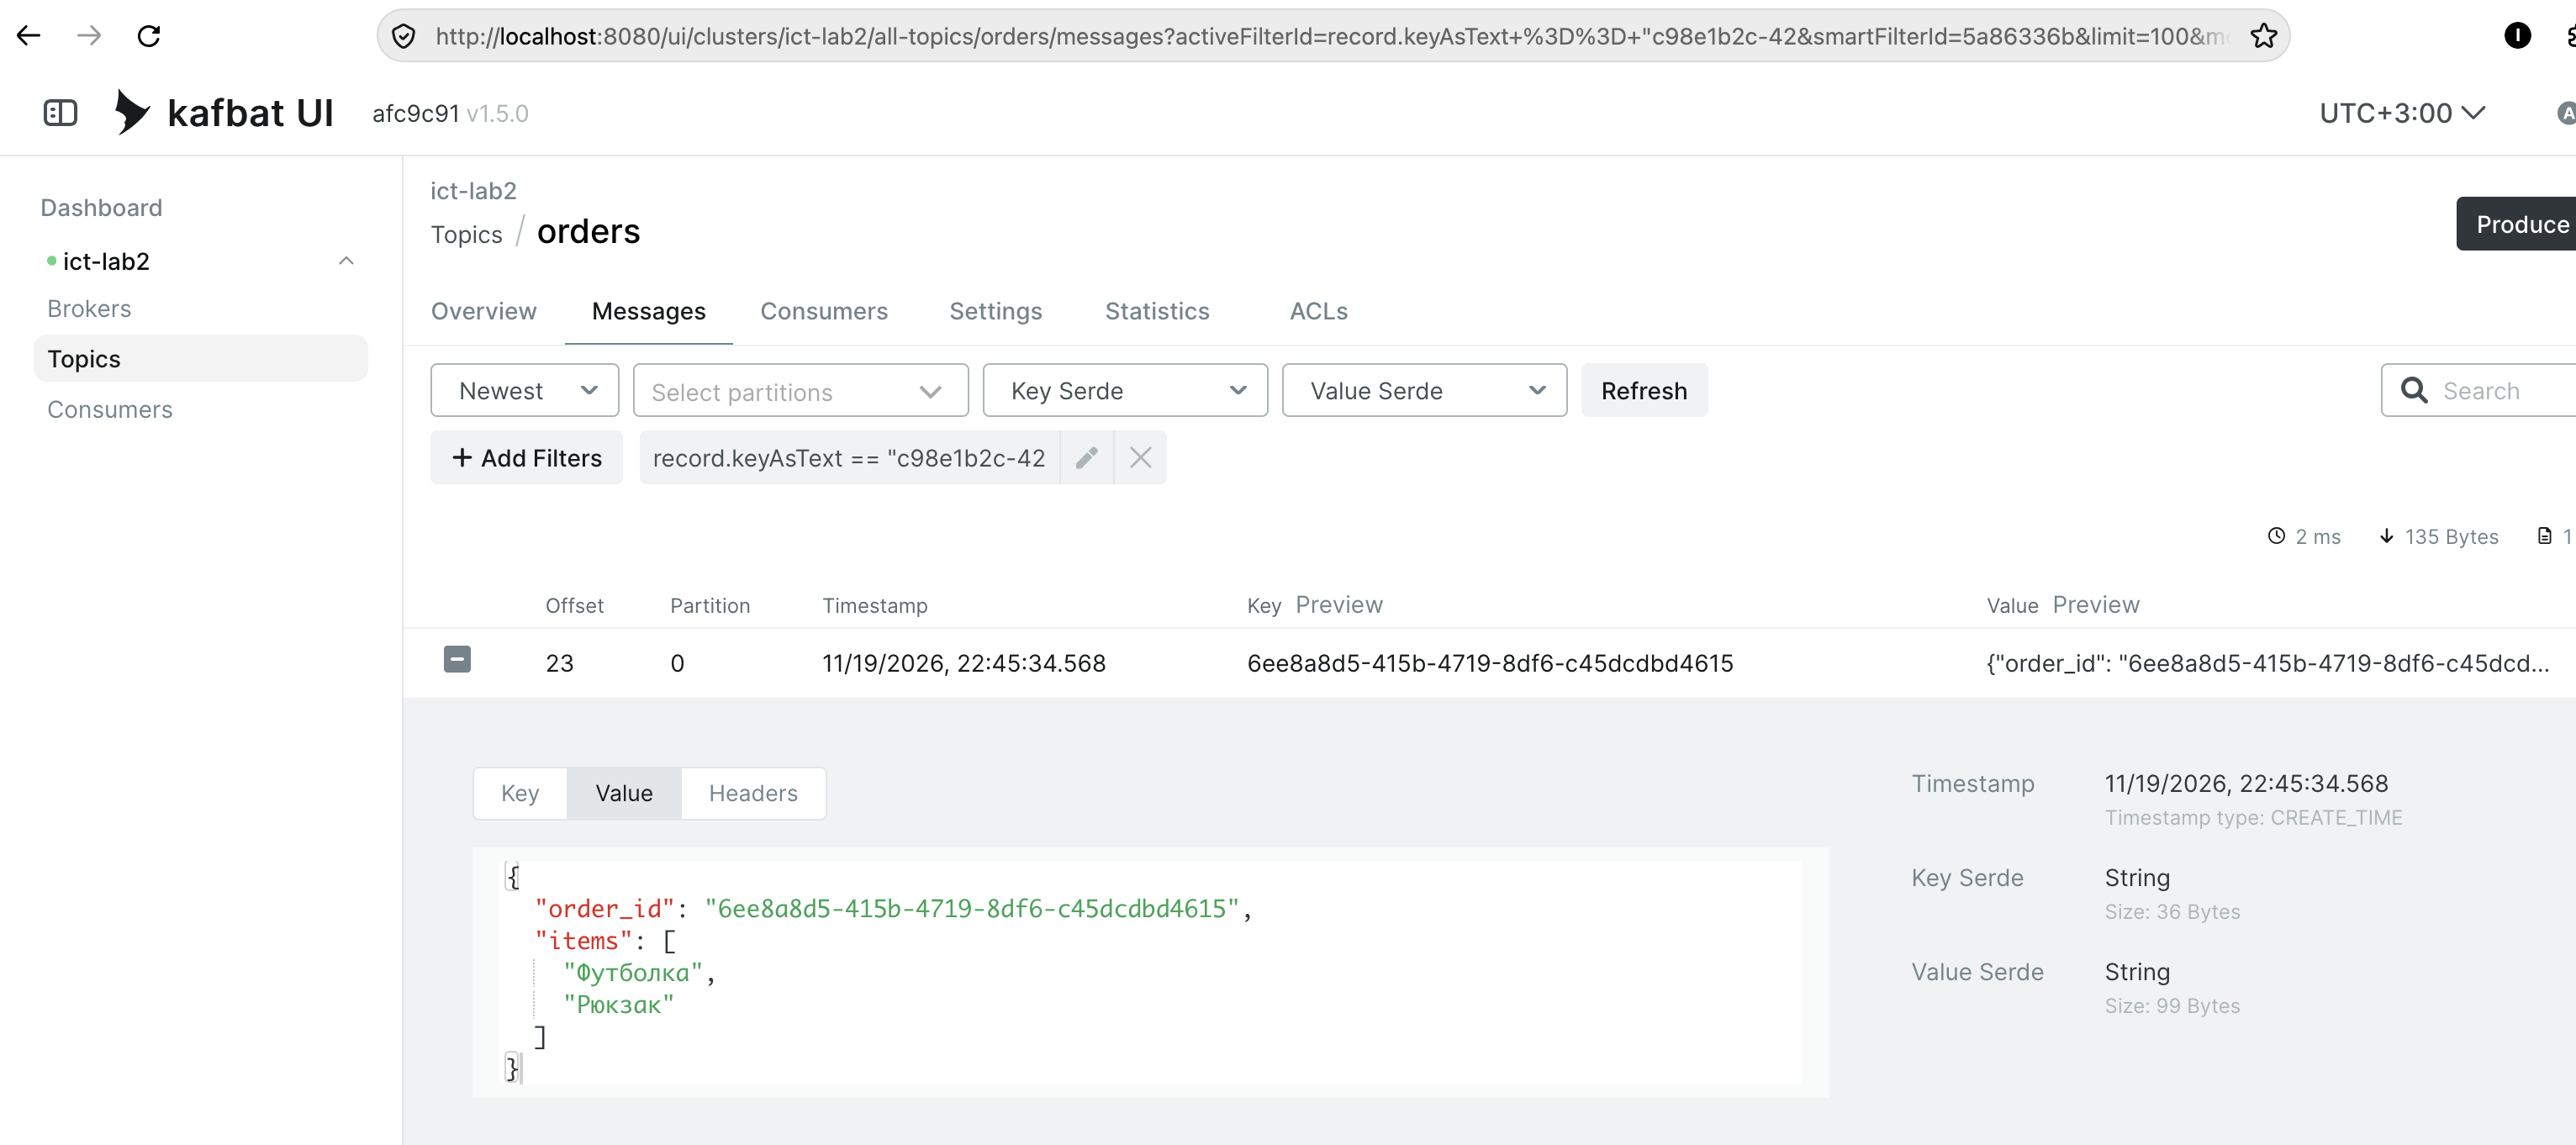 http://localhost:8080/ui/clusters/ict-lab2/all-topics/orders/messages?activeFilterId=record.keyAsText+%3D%3D+"c98e1b2c-42&smartFilterId=5a86336b&limit=100&m
kafbat UI afc9c91 v1.5.0 UTC+3:00 A
Dashboard
ict-lab2
Brokers
Topics
Consumers
ict-lab2
Topics / orders
Produce
Overview Messages Consumers Settings Statistics ACLs
Newest Select partitions Key Serde Value Serde Refresh Search
+ Add Filters record.keyAsText == "c98e1b2c-42
2 ms 135 Bytes 1
Offset Partition Timestamp Key Preview Value Preview
23 0 11/19/2026, 22:45:34.568 6ee8a8d5-415b-4719-8df6-c45dcdbd4615 {"order_id": "6ee8a8d5-415b-4719-8df6-c45dcd...
Key Value Headers
{
"order_id": "6ee8a8d5-415b-4719-8df6-c45dcdbd4615",
"items": [
"Футболка",
"Рюкзак"
]
}
Timestamp 11/19/2026, 22:45:34.568
Timestamp type: CREATE_TIME
Key Serde String
Size: 36 Bytes
Value Serde String
Size: 99 Bytes